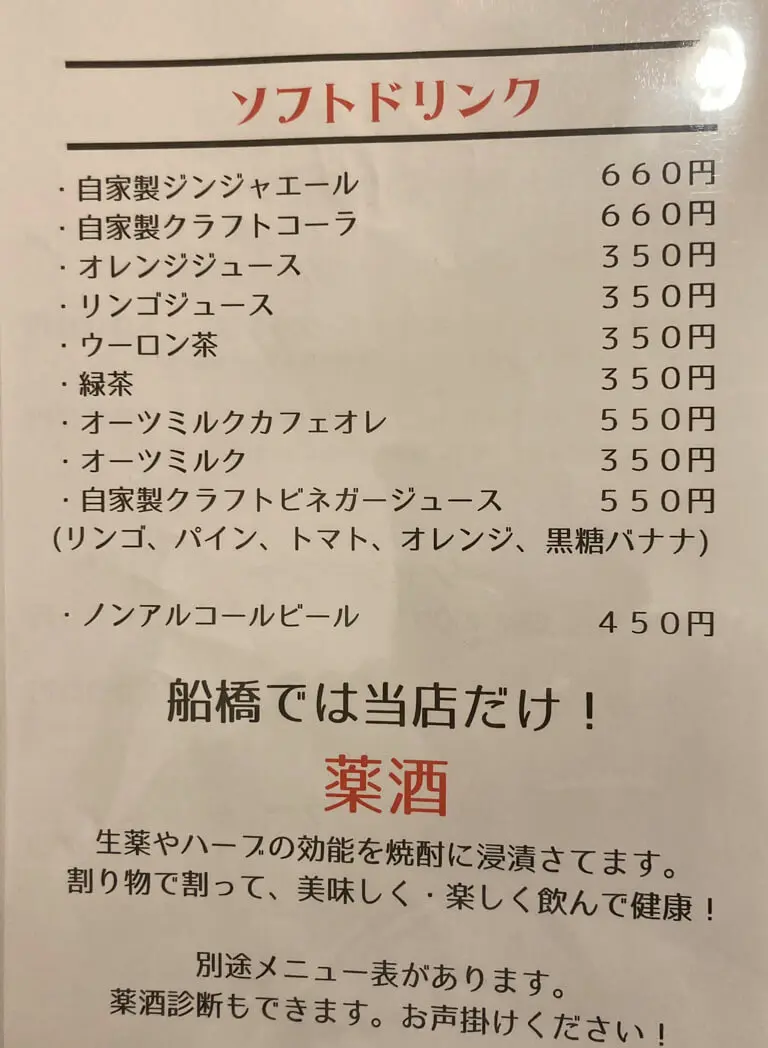 ソフトドリンク
・自家製ジンジャエール 660円
・自家製クラフトコーラ 660円
・オレンジジュース 350円
・リンゴジュース 350円
・ウーロン茶 350円
・緑茶 350円
・オーツミルクカフェオレ 550円
・オーツミルク 350円
・自家製クラフトビネガージュース 550円
(リンゴ、パイン、トマト、オレンジ、黒糖バナナ)
・ノンアルコールビール 450円
船橋では当店だけ！
薬酒
生薬やハーブの効能を焼酎に浸漬さてます。
割り物で割って、美味しく・楽しく飲んで健康！
別途メニュー表があります。
薬酒診断もできます。お声掛けください！